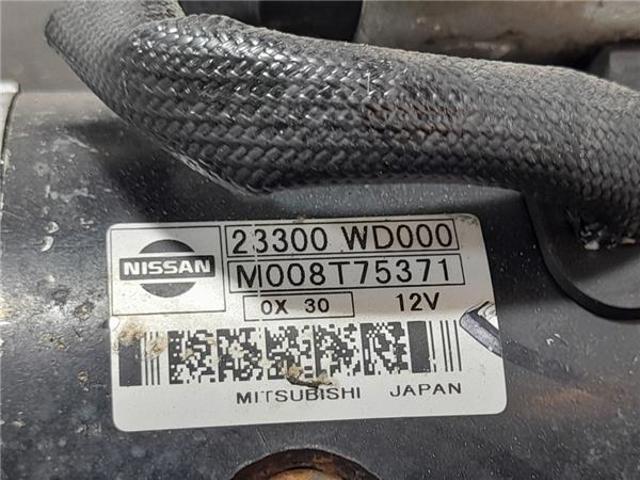 NISSAN
23300 WD000
M008T75371
0X 30 12V
MITSUBISHI JAPAN